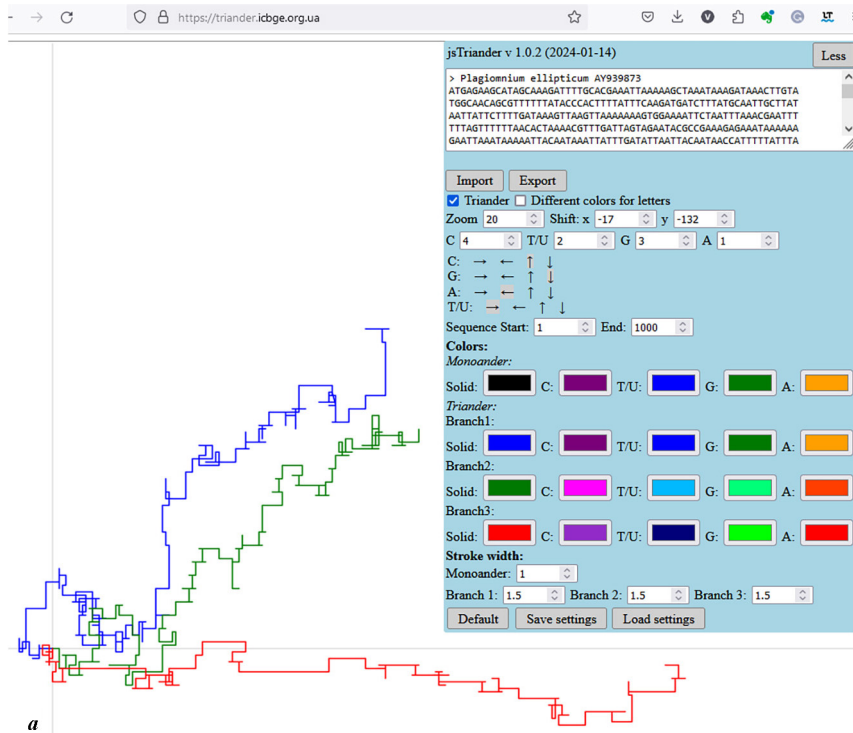 https://triander.icbge.org.ua
jsTriander v 1.0.2 (2024-01-14)
Less
> Plagiomnium ellipticum AY939873
ATGAGAAGCATAGCAAAGATTTTGCACGAAATTAAAAAGCTAAATAAAGATAAACTTGTA
TGGCAACAGCGTTTTTTATACCCACTTTTATTTCAAGATGATCTTTATGCAATTGCTTAT
AATTATTCTTTTGATAAAGTTAAGTTAAAAAAAGTGGAAAATTCTAATTTAAACGAATTT
TTTAGTTTTTTAACACTAAAACGTTTGATTAGTAGAATACGCCGAAAGAGAAATAAAAAA
GAATTAAATAAAAATTACAATAAATTATTTGATATTAATTACAATAACCATTTTTATTTA
Import Export
Triander Different colors for letters
Zoom 20 Shift: x -17 y -132
C 4 T/U 2 G 3 A 1
C: → ← ↑ ↓
G: → ← ↑ ↓
A: → ← ↑ ↓
T/U: → ← ↑ ↓
Sequence Start: 1 End: 1000
Colors:
Monoander:
Solid: C: T/U: G: A:
Triander:
Branch1:
Solid: C: T/U: G: A:
Branch2:
Solid: C: T/U: G: A:
Branch3:
Solid: C: T/U: G: A:
Stroke width:
Monoander: 1
Branch 1: 1.5 Branch 2: 1.5 Branch 3: 1.5
Default Save settings Load settings
a